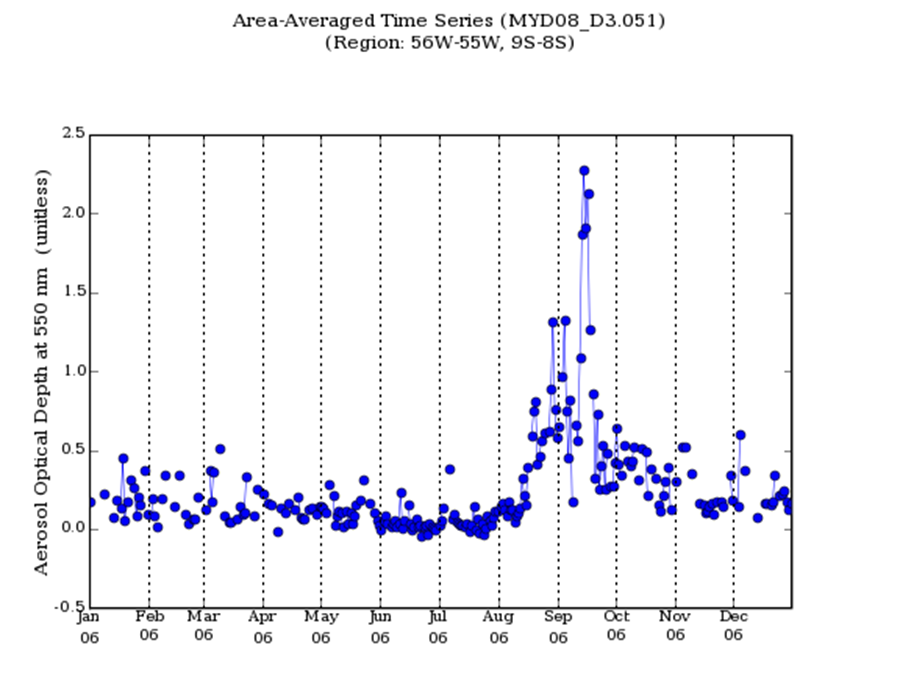 Area-Averaged Time Series (MYD08_D3.051)
(Region: 56W-55W, 9S-8S)
Aerosol Optical Depth at 550 nm (unitless)
2.5
2.0
1.5
1.0
0.5
0.0
-0.5
Jan Feb Mar Apr May Jun Jul Aug Sep Oct Nov Dec
06 06 06 06 06 06 06 06 06 06 06 06